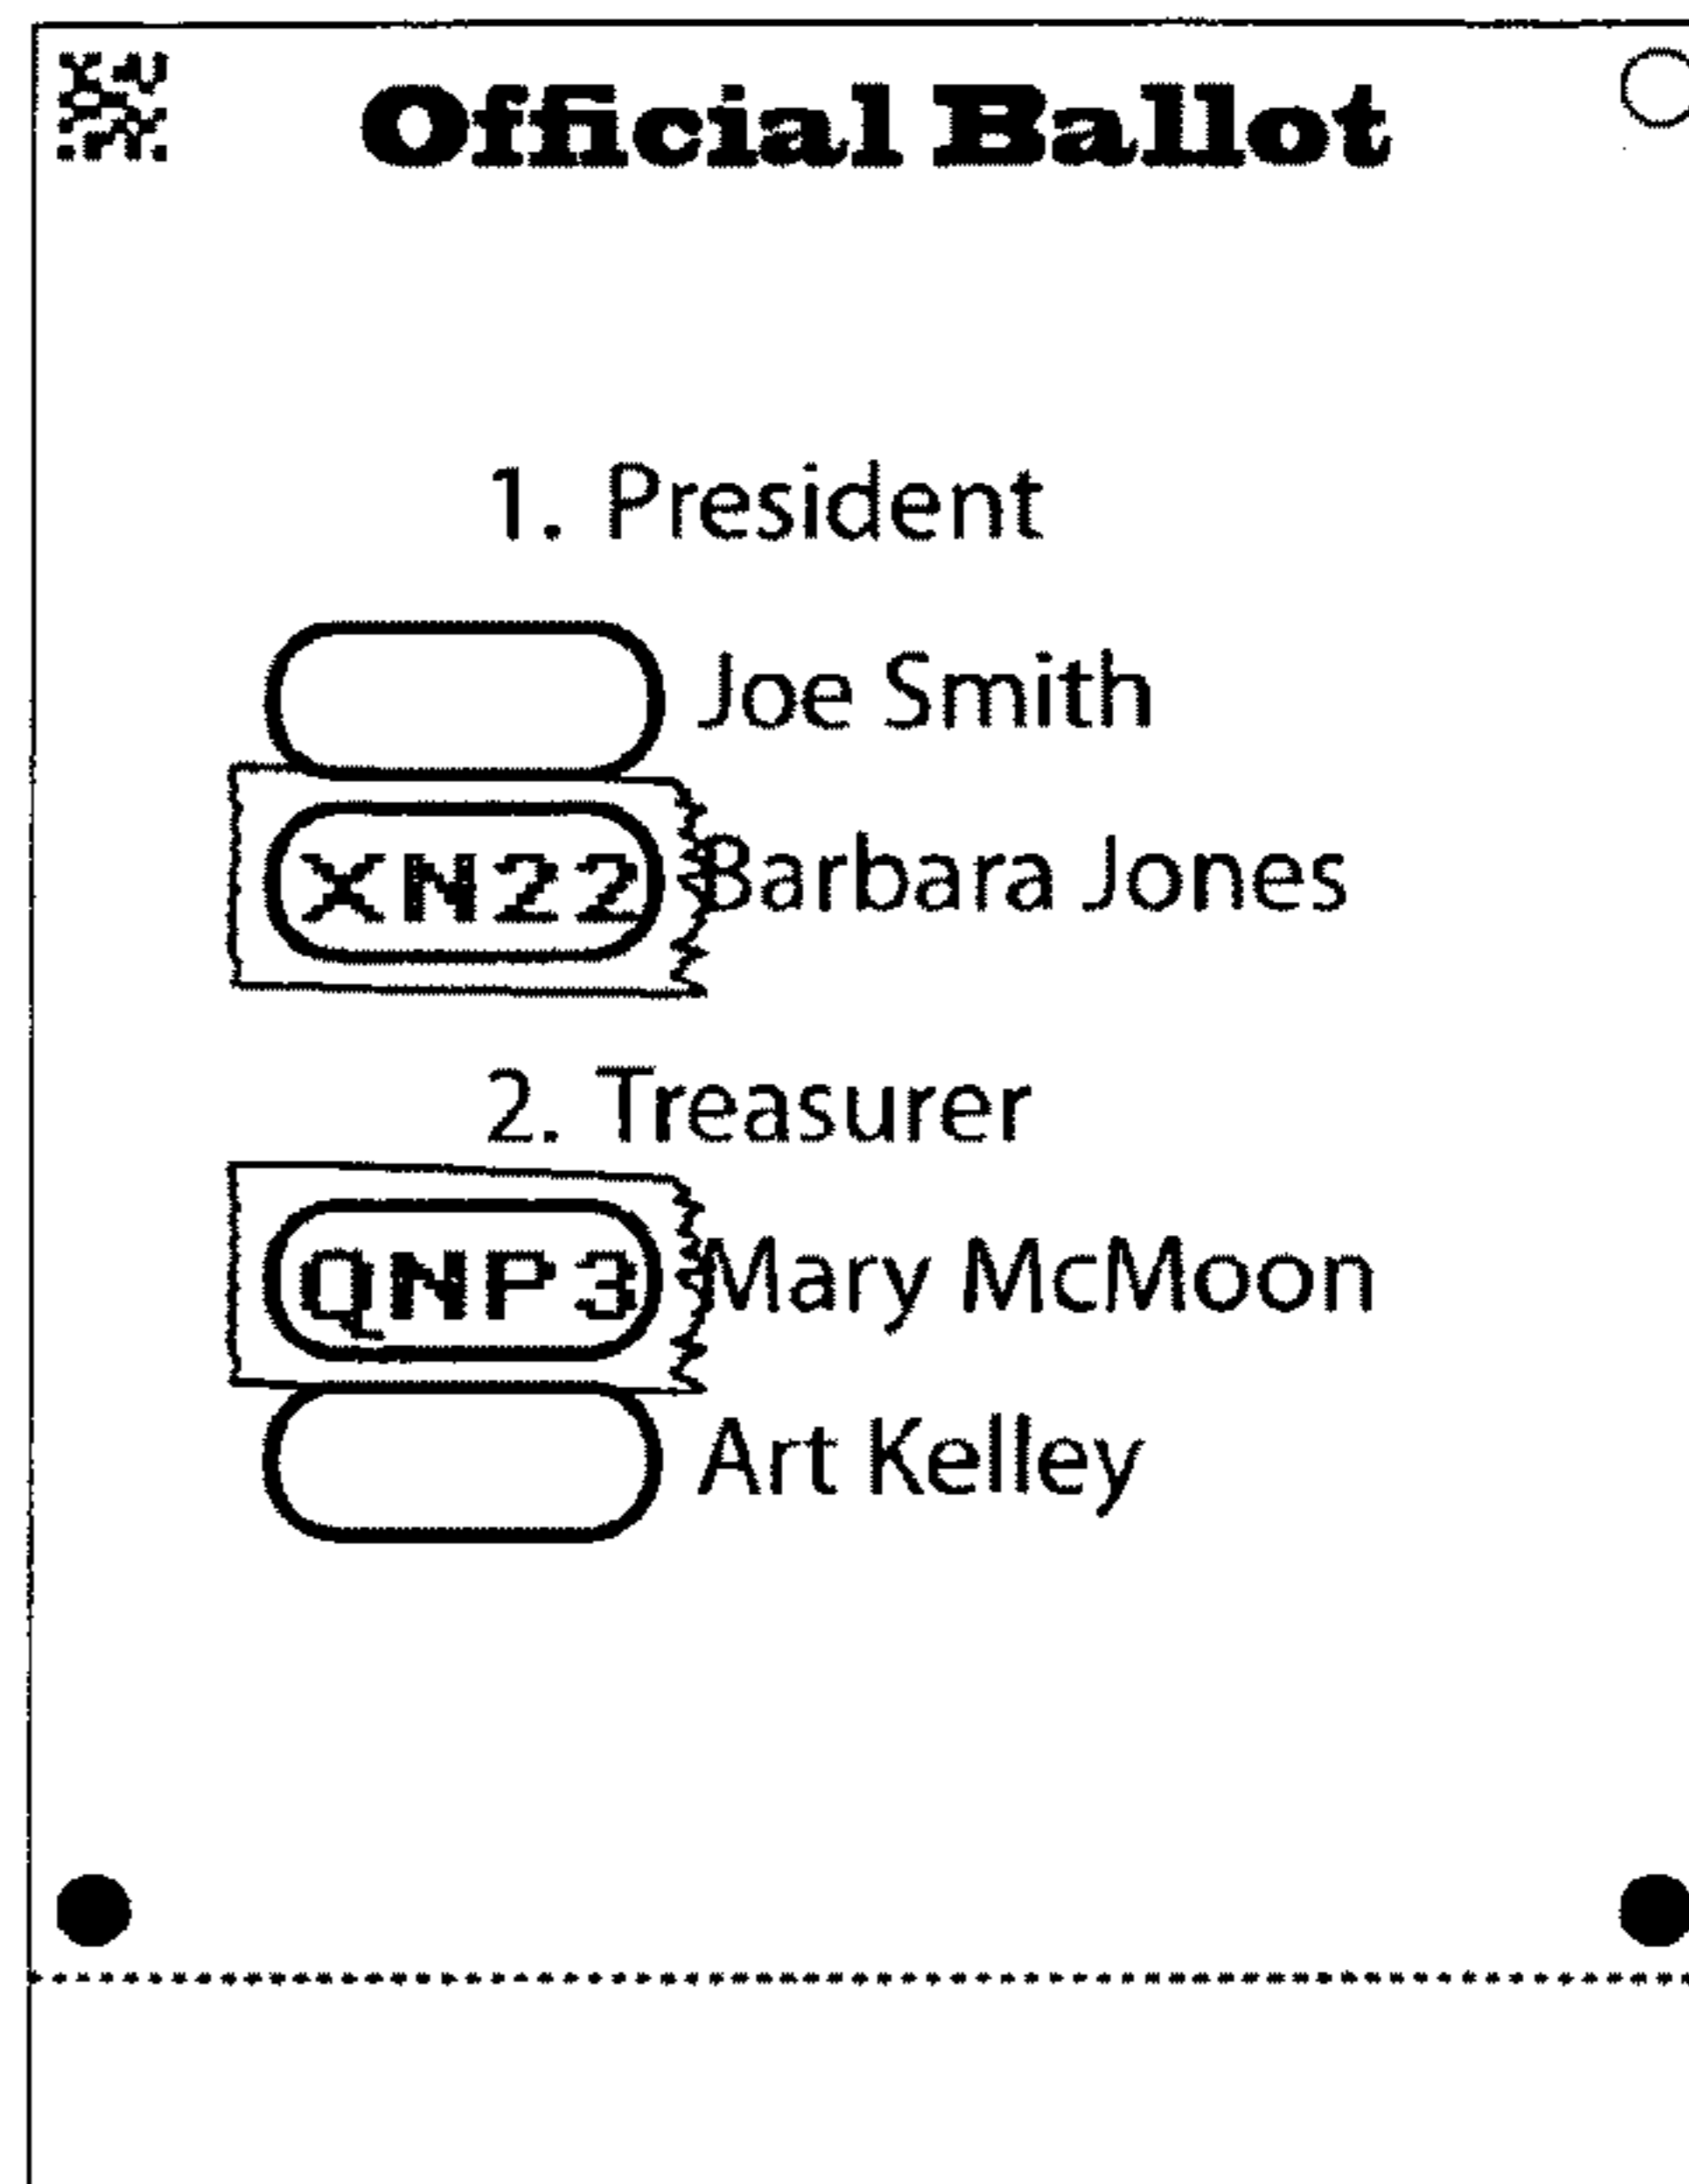 Official Ballot
1. President
Joe Smith
XN22 Barbara Jones
2. Treasurer
QNP3 Mary McMoon
Art Kelley